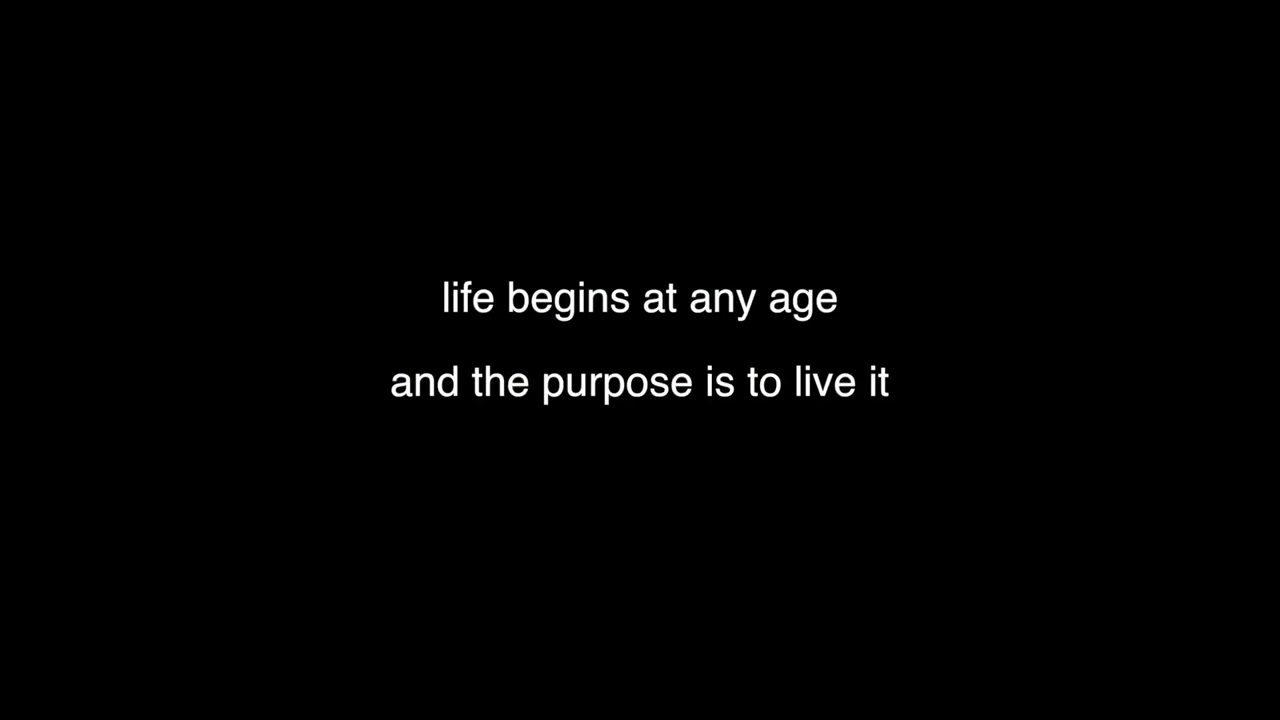 life begins at any age
and the purpose is to live it